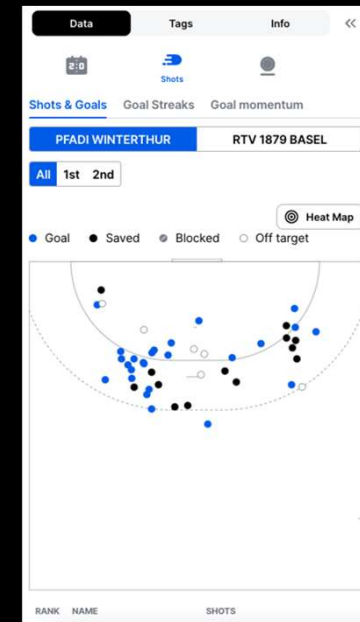 Data Tags Info
2:0
Shots
Shots & Goals Goal Streaks Goal momentum
PFADI WINTERTHUR RTV 1879 BASEL
All 1st 2nd
Heat Map
Goal Saved Blocked Off target
RANK NAME SHOTS